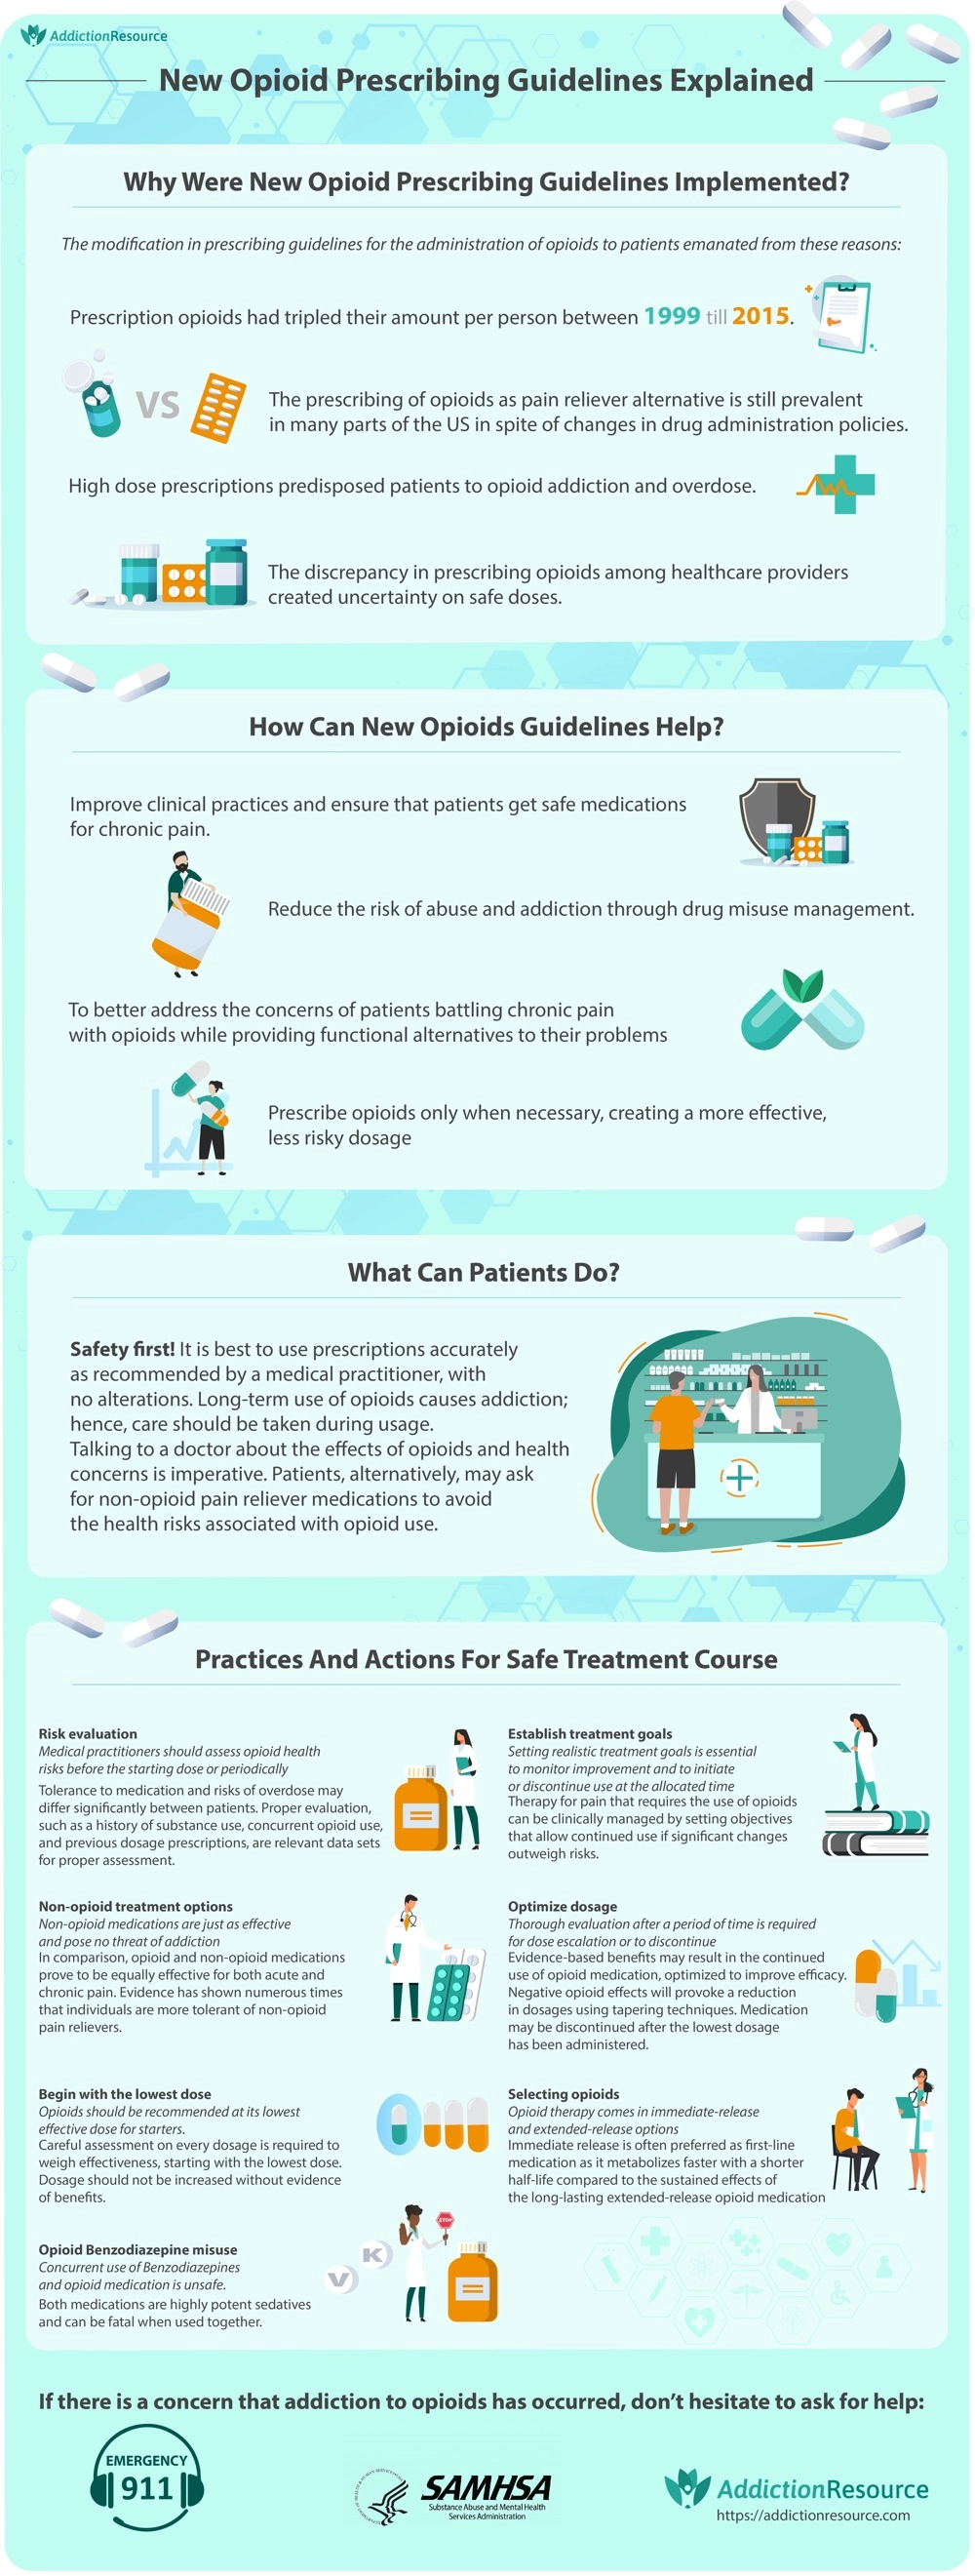 AddictionResource
New Opioid Prescribing Guidelines Explained
Why Were New Opioid Prescribing Guidelines Implemented?
The modification in prescribing guidelines for the administration of opioids to patients emanated from these reasons:
Prescription opioids had tripled their amount per person between 1999 till 2015.
VS
The prescribing of opioids as pain reliever alternative is still prevalent
in many parts of the US in spite of changes in drug administration policies.
High dose prescriptions predisposed patients to opioid addiction and overdose.
The discrepancy in prescribing opioids among healthcare providers
created uncertainty on safe doses.
How Can New Opioids Guidelines Help?
Improve clinical practices and ensure that patients get safe medications
for chronic pain.
Reduce the risk of abuse and addiction through drug misuse management.
To better address the concerns of patients battling chronic pain
with opioids while providing functional alternatives to their problems
Prescribe opioids only when necessary, creating a more effective,
less risky dosage
What Can Patients Do?
Safety first! It is best to use prescriptions accurately
as recommended by a medical practitioner, with
no alterations. Long-term use of opioids causes addiction;
hence, care should be taken during usage.
Talking to a doctor about the effects of opioids and health
concerns is imperative. Patients, alternatively, may ask
for non-opioid pain reliever medications to avoid
the health risks associated with opioid use.
Practices And Actions For Safe Treatment Course
Risk evaluation
Medical practitioners should assess opioid health
risks before the starting dose or periodically
Tolerance to medication and risks of overdose may
differ significantly between patients. Proper evaluation,
such as a history of substance use, concurrent opioid use,
and previous dosage prescriptions, are relevant data sets
for proper assessment.
Establish treatment goals
Setting realistic treatment goals is essential
to monitor improvement and to initiate
or discontinue use at the allocated time
Therapy for pain that requires the use of opioids
can be clinically managed by setting objectives
that allow continued use if significant changes
outweigh risks.
Non-opioid treatment options
Non-opioid medications are just as effective
and pose no threat of addiction
In comparison, opioid and non-opioid medications
prove to be equally effective for both acute and
chronic pain. Evidence has shown numerous times
that individuals are more tolerant of non-opioid
pain relievers.
Optimize dosage
Thorough evaluation after a period of time is required
for dose escalation or to discontinue
Evidence-based benefits may result in the continued
use of opioid medication, optimized to improve efficacy.
Negative opioid effects will provoke a reduction
in dosages using tapering techniques. Medication
may be discontinued after the lowest dosage
has been administered.
Begin with the lowest dose
Opioids should be recommended at its lowest
effective dose for starters.
Careful assessment on every dosage is required to
weigh effectiveness, starting with the lowest dose.
Dosage should not be increased without evidence
of benefits.
Selecting opioids
Opioid therapy comes in immediate-release
and extended-release options
Immediate release is often preferred as first-line
medication as it metabolizes faster with a shorter
half-life compared to the sustained effects of
the long-lasting extended-release opioid medication
Opioid Benzodiazepine misuse
Concurrent use of Benzodiazepines
and opioid medication is unsafe.
Both medications are highly potent sedatives
and can be fatal when used together.
V
K
STOP
If there is a concern that addiction to opioids has occurred, don't hesitate to ask for help:
EMERGENCY
911
SAMHSA
Substance Abuse and Mental Health
Services Administration
AddictionResource
https://addictionresource.com